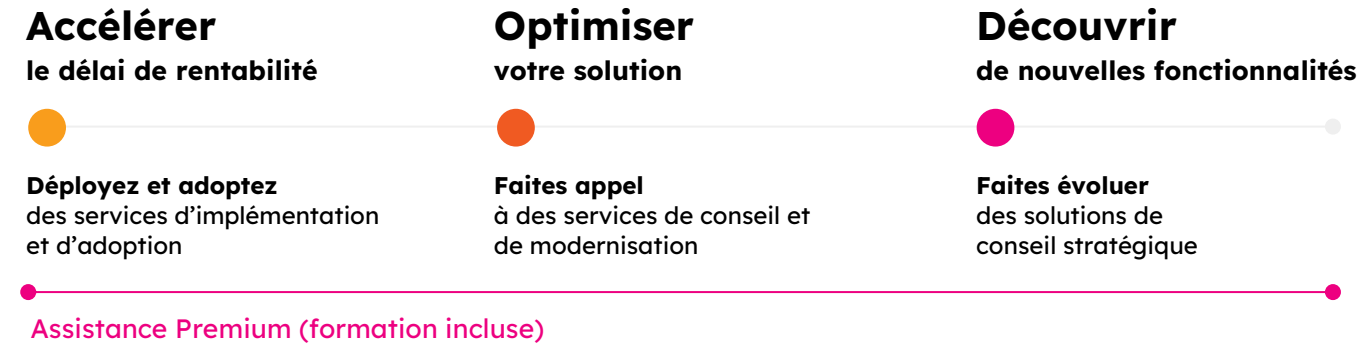 Accélérer
le délai de rentabilité
Optimiser
votre solution
Découvrir
de nouvelles fonctionnalités
Déployez et adoptez
des services d’implémentation
et d’adoption
Faites appel
à des services de conseil et
de modernisation
Faites évoluer
des solutions de
conseil stratégique
Assistance Premium (formation incluse)